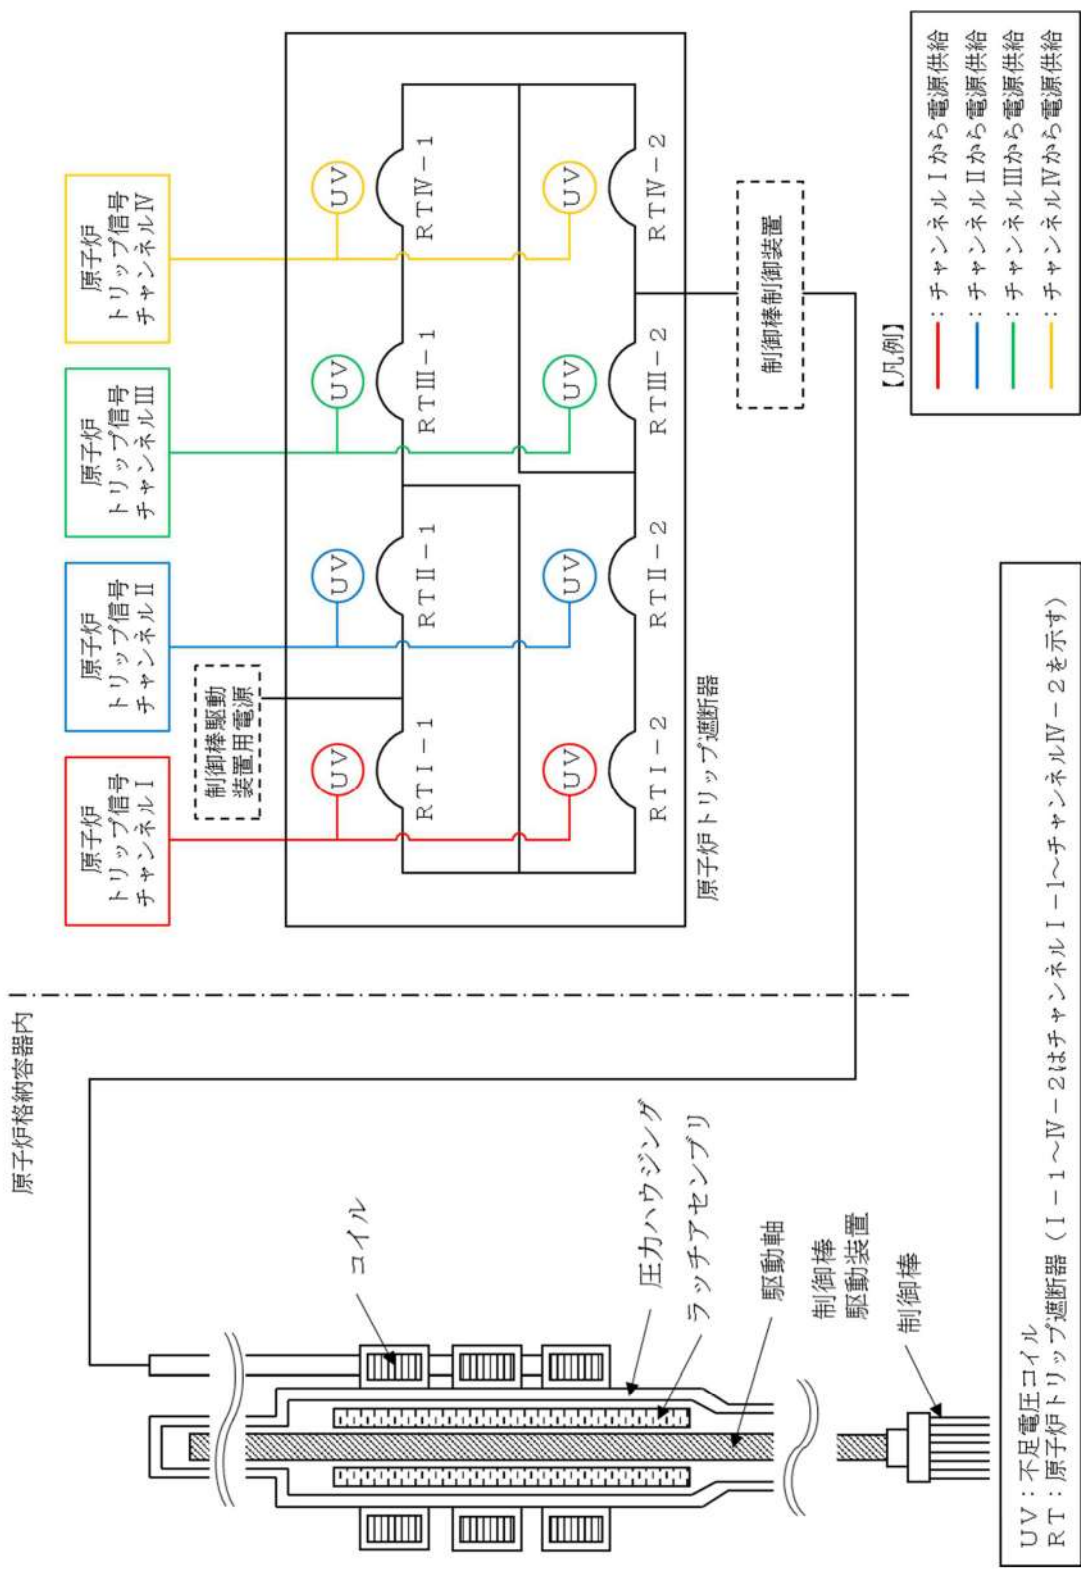 原子炉格納容器内
原子炉
トリップ信号
チャンネルⅠ
原子炉
トリップ信号
チャンネルⅡ
原子炉
トリップ信号
チャンネルⅢ
原子炉
トリップ信号
チャンネルⅣ
制御棒駆動
装置用電源
UV
UV
UV
UV
RTⅠ-1
RTⅡ-1
RTⅢ-1
RTⅣ-1
UV
UV
UV
UV
RTⅠ-2
RTⅡ-2
RTⅢ-2
RTⅣ-2
原子炉トリップ遮断器
制御棒制御装置
コイル
圧力ハウジング
ラッチアセンブリ
駆動軸
制御棒
駆動装置
制御棒
【凡例】
:チャンネルⅠから電源供給
:チャンネルⅡから電源供給
:チャンネルⅢから電源供給
:チャンネルⅣから電源供給
UV:不足電圧コイル
RT:原子炉トリップ遮断器(Ⅰ-1～Ⅳ-2はチャンネルⅠ-1～チャンネルⅣ-2を示す)